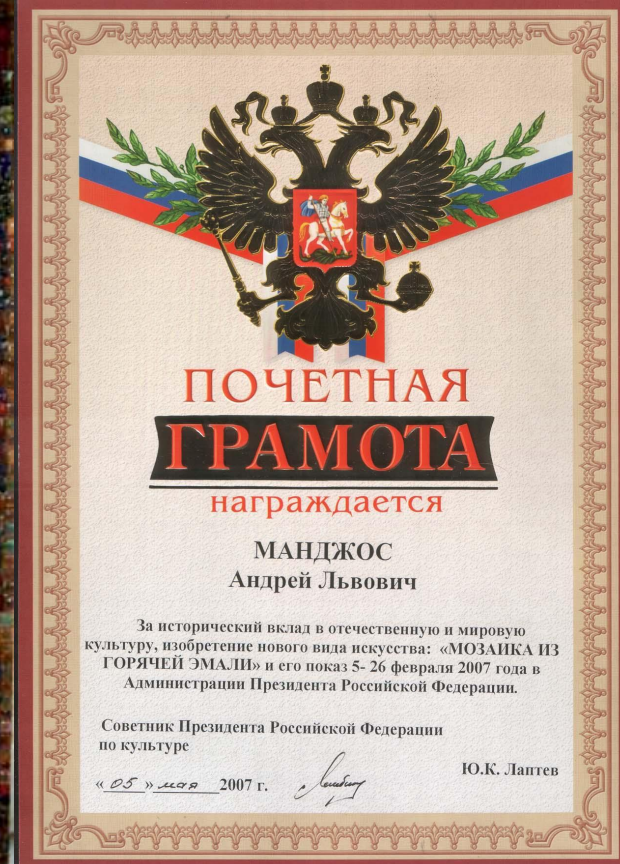 ПОЧЕТНАЯ
ГРАМОТА
награждается
МАНДЖОС
Андрей Львович
За исторический вклад в отечественную и мировую
культуру, изобретение нового вида искусства: «МОЗАИКА ИЗ
ГОРЯЧЕЙ ЭМАЛИ» и его показ 5- 26 февраля 2007 года в
Администрации Президента Российской Федерации.
Советник Президента Российской Федерации
по культуре
Ю.К. Лаптев
«05» мая 2007 г.